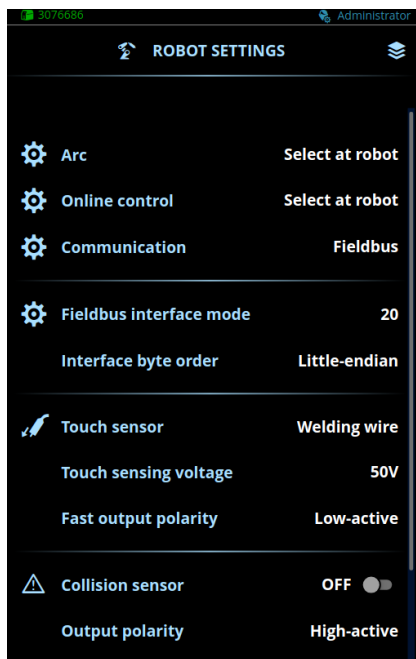 3076686 Administrator
ROBOT SETTINGS
Arc Select at robot
Online control Select at robot
Communication Fieldbus
Fieldbus interface mode 20
Interface byte order Little-endian
Touch sensor Welding wire
Touch sensing voltage 50V
Fast output polarity Low-active
Collision sensor OFF
Output polarity High-active